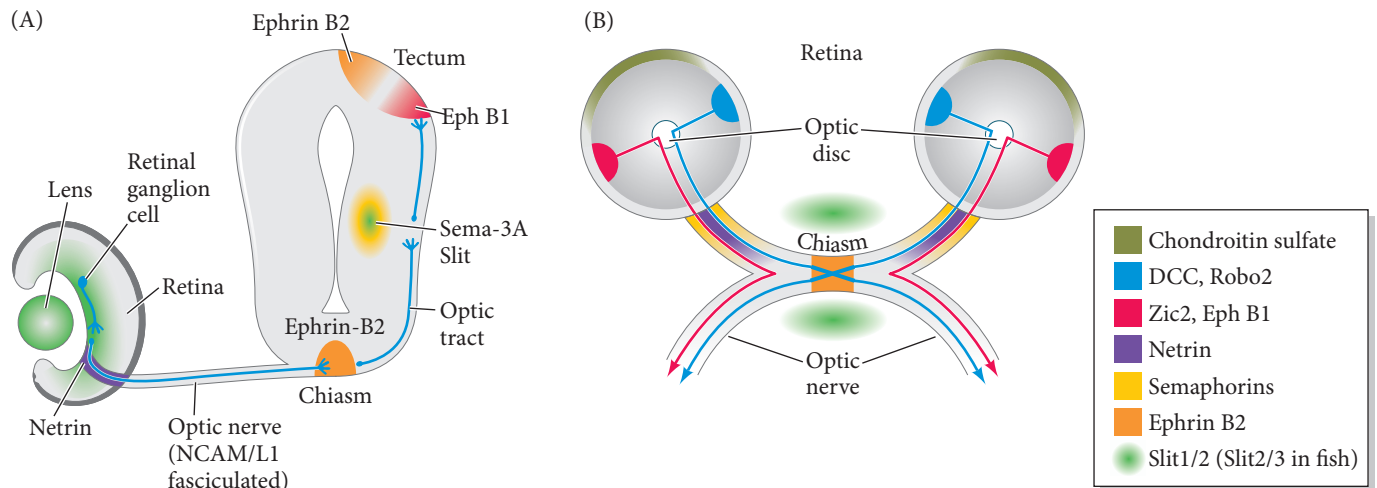 (A)
Ephrin B2
Tectum
Eph B1
Retinal
ganglion
cell
Lens
Sema-3A
Slit
Retina
Ephrin-B2
Optic
tract
Chiasm
Netrin
Optic nerve
(NCAM/L1
fasciculated)
(B)
Retina
Optic
disc
Chiasm
Optic
nerve
Chondroitin sulfate
DCC, Robo2
Zic2, Eph B1
Netrin
Semaphorins
Ephrin B2
Slit1/2 (Slit2/3 in fish)